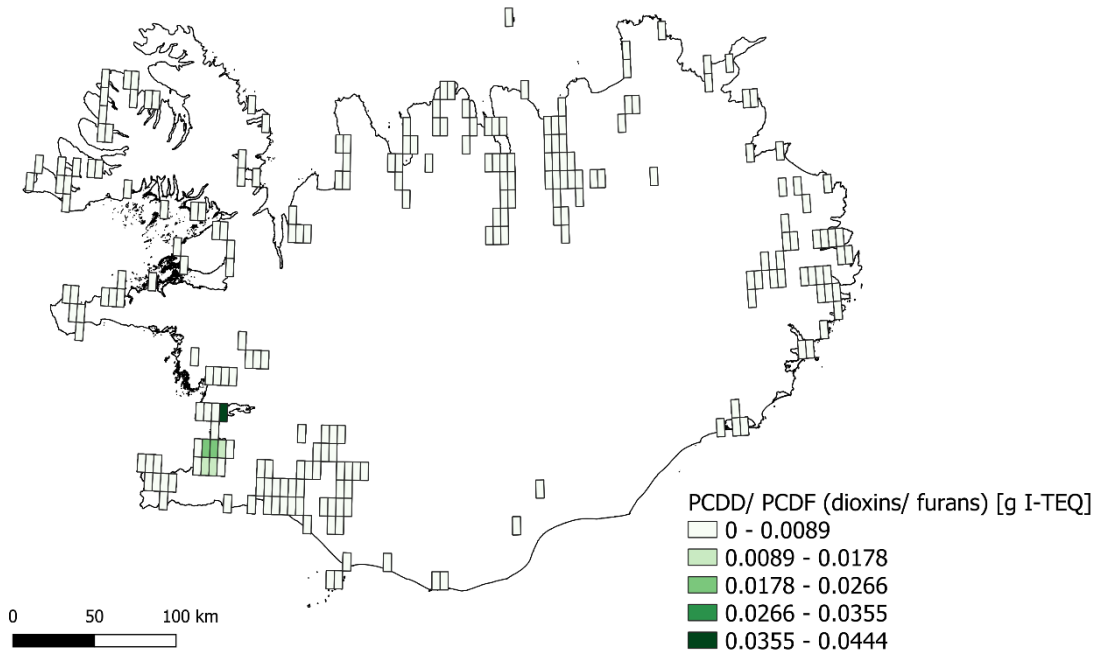 PCDD/ PCDF (dioxins/ furans) [g I-TEQ]
0 - 0.0089
0.0089 - 0.0178
0.0178 - 0.0266
0.0266 - 0.0355
0.0355 - 0.0444
0 50 100 km